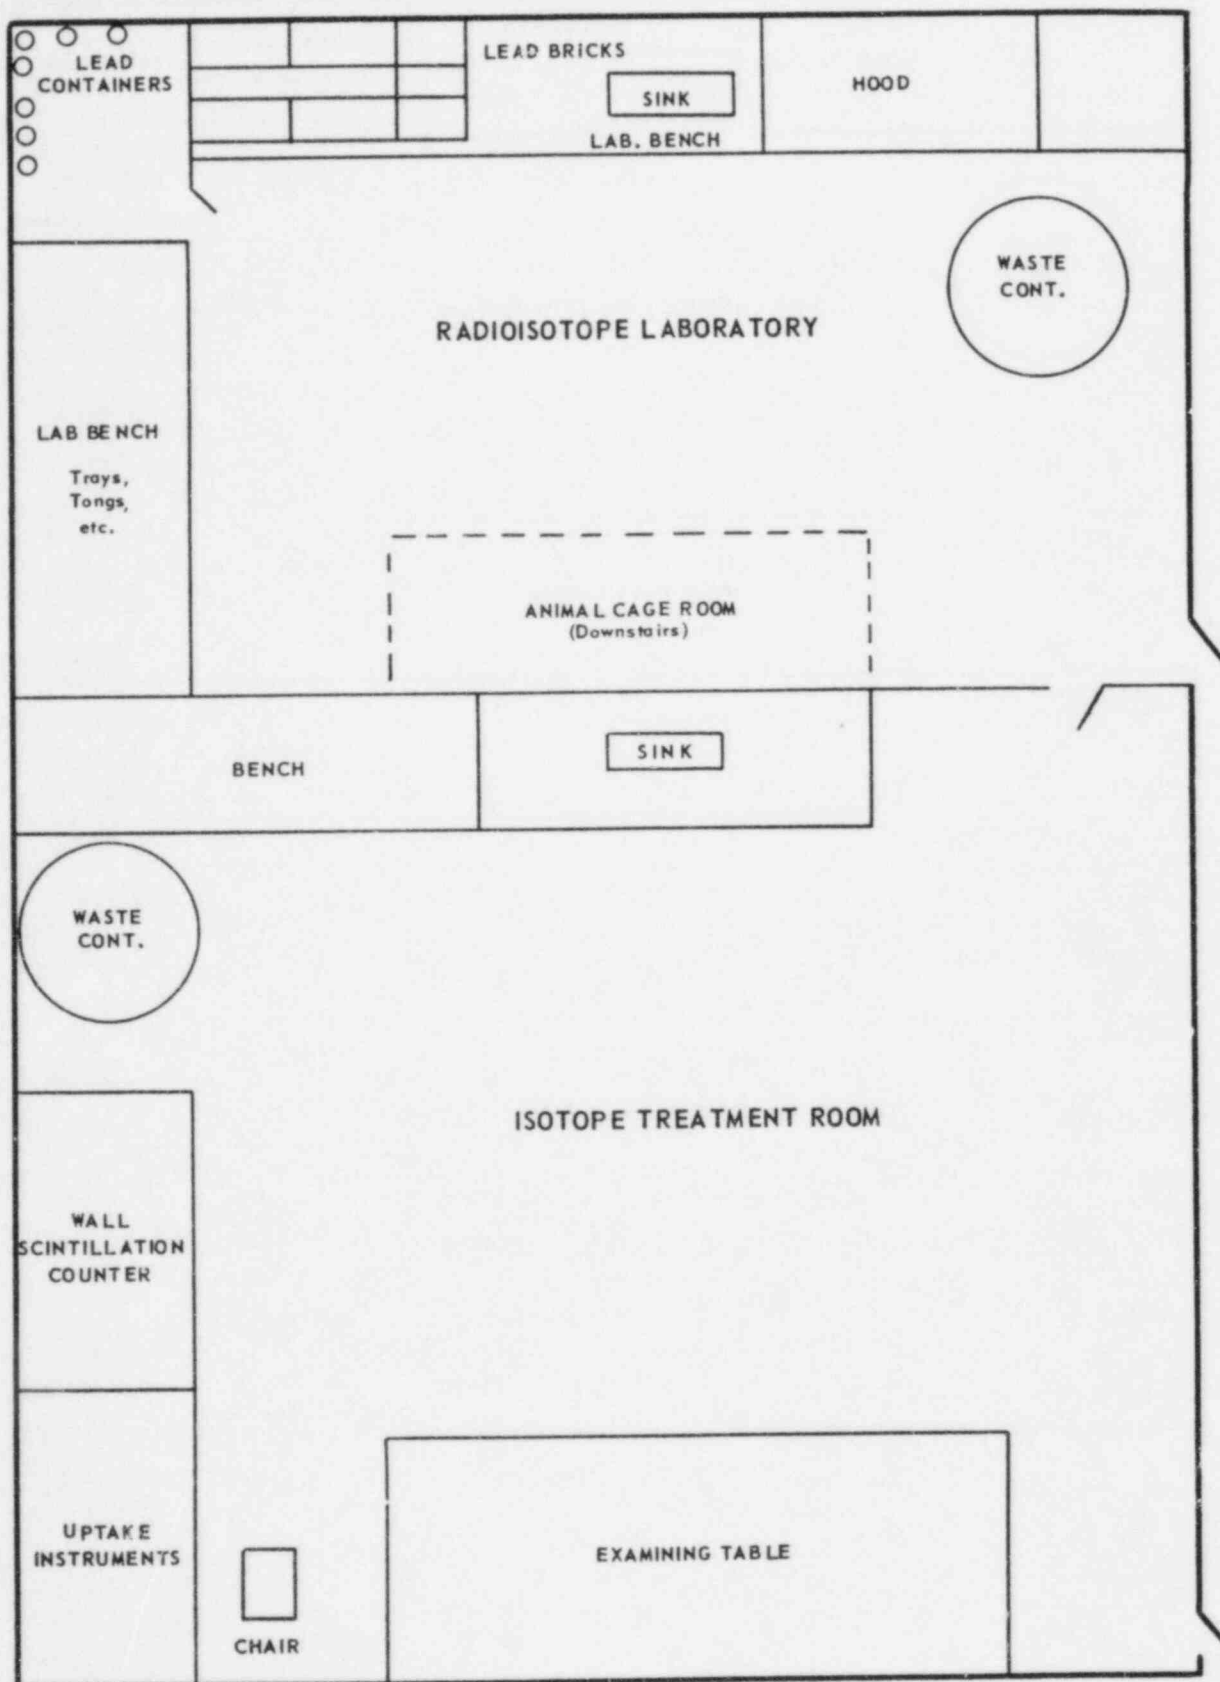 LEAD
CONTAINERS
LEAD BRICKS
SINK
LAB. BENCH
HOOD
WASTE
CONT.
RADIOISOTOPE LABORATORY
LAB BENCH
Trays,
Tongs,
etc.
ANIMAL CAGE ROOM
(Downstairs)
BENCH
SINK
WASTE
CONT.
ISOTOPE TREATMENT ROOM
WALL
SCINTILLATION
COUNTER
UPTAKE
INSTRUMENTS
CHAIR
EXAMINING TABLE